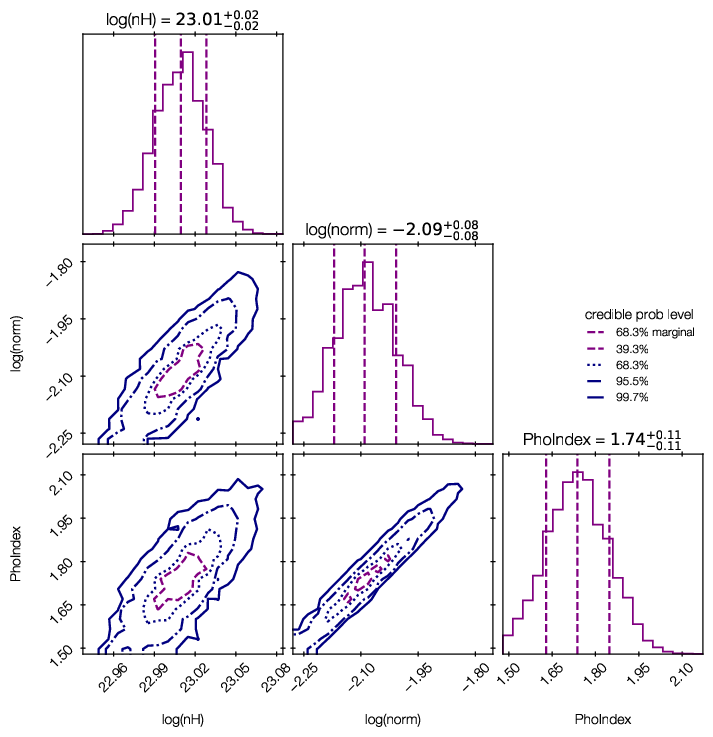 log(nH) = 23.01+0.02 −0.02
log(norm) = −2.09+0.08 −0.08
−1.80
−1.95
−2.10
−2.25
log(norm)
credible prob level
68.3% marginal
39.3%
68.3%
95.5%
99.7%
PhoIndex = 1.74+0.11 −0.11
2.10
1.95
1.80
1.65
1.50
PhoIndex
22.96 22.99 23.02 23.05 23.08
−2.25 −2.10 −1.95 −1.80
1.50 1.65 1.80 1.95 2.10
log(nH) log(norm) PhoIndex